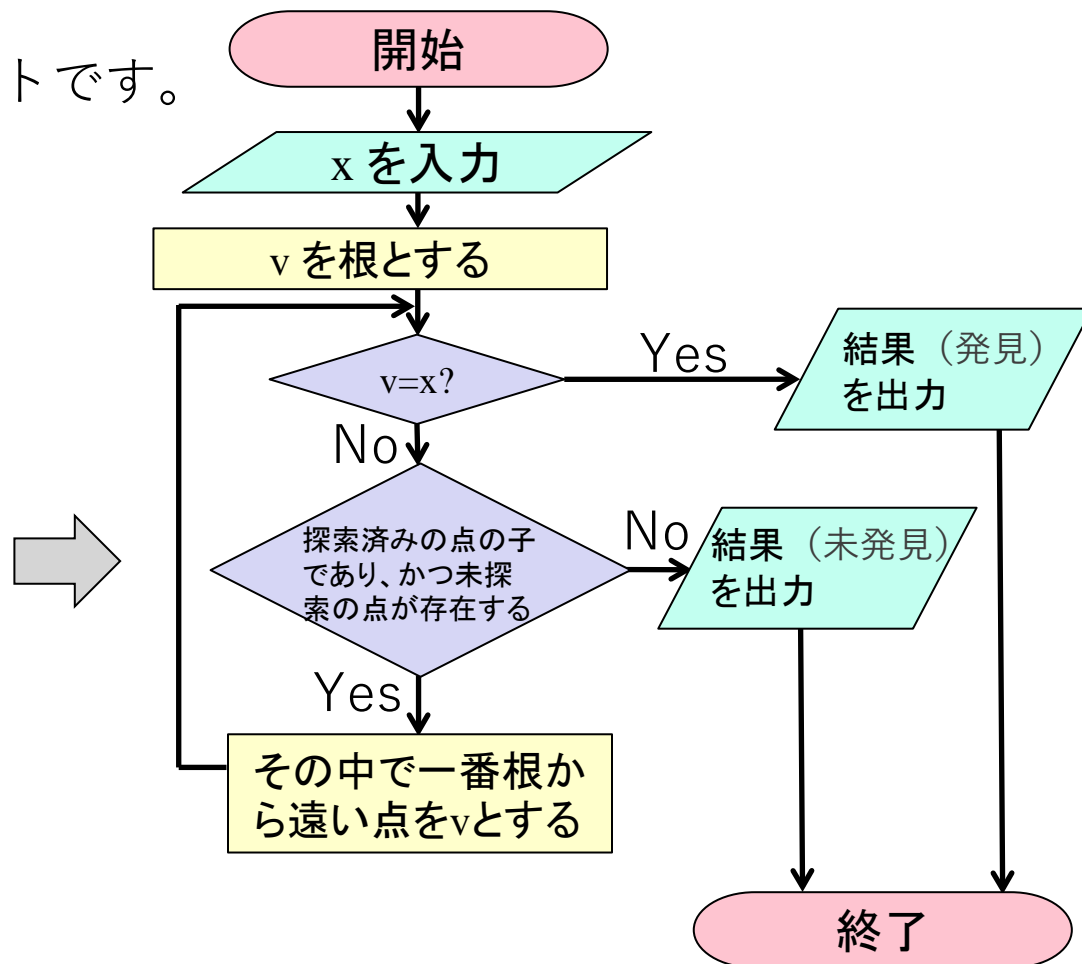 開始
トです。
x を入力
v を根とする
v=x?
Yes
結果（発見）
を出力
No
探索済みの点の子
であり、かつ未探
索の点が存在する
No
結果（未発見）
を出力
Yes
その中で一番根か
ら遠い点をvとする
終了